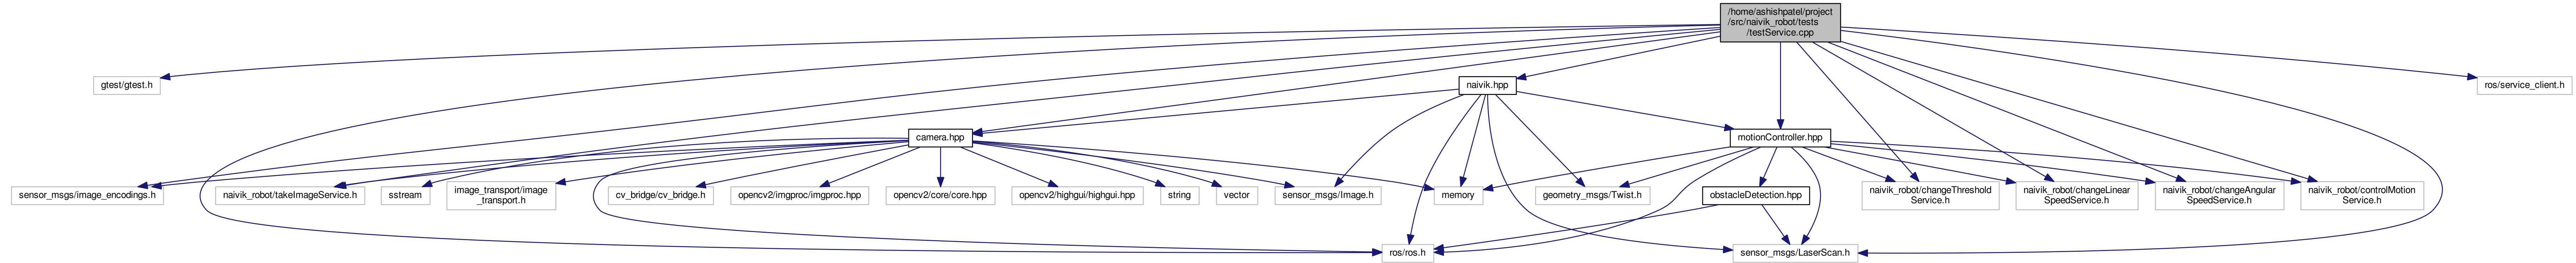 /home/ashishpatel/project
/src/naivik_robot/tests
/testService.cpp
gtest/gtest.h
naivik.hpp
ros/service_client.h
camera.hpp
motionController.hpp
sensor_msgs/image_encodings.h
naivik_robot/takeImageService.h
sstream
image_transport/image
_transport.h
cv_bridge/cv_bridge.h
opencv2/imgproc/imgproc.hpp
opencv2/core/core.hpp
opencv2/highgui/highgui.hpp
string
vector
sensor_msgs/Image.h
memory
geometry_msgs/Twist.h
obstacleDetection.hpp
naivik_robot/changeThreshold
Service.h
naivik_robot/changeLinear
SpeedService.h
naivik_robot/changeAngular
SpeedService.h
naivik_robot/controlMotion
Service.h
ros/ros.h
sensor_msgs/LaserScan.h